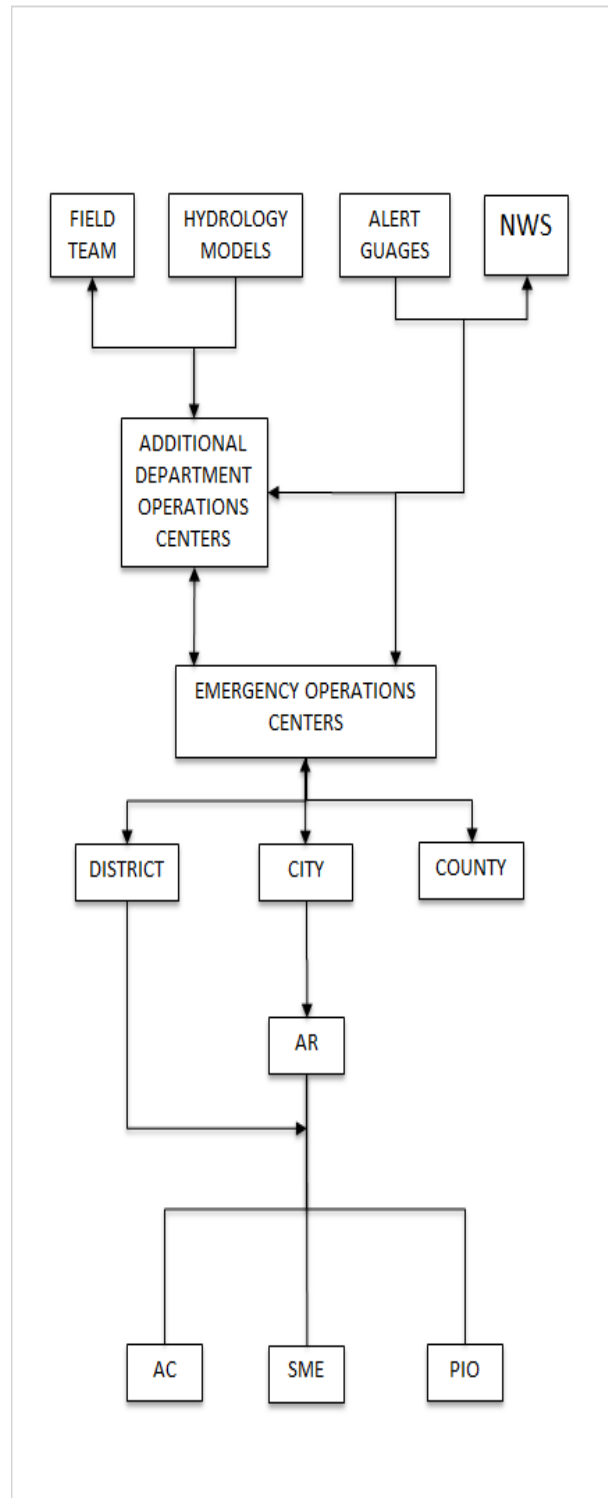 FIELD
TEAM
HYDROLOGY
MODELS
ALERT
GUAGES
NWS
ADDITIONAL
DEPARTMENT
OPERATIONS
CENTERS
EMERGENCY OPERATIONS
CENTERS
DISTRICT
CITY
COUNTY
AR
AC
SME
PIO